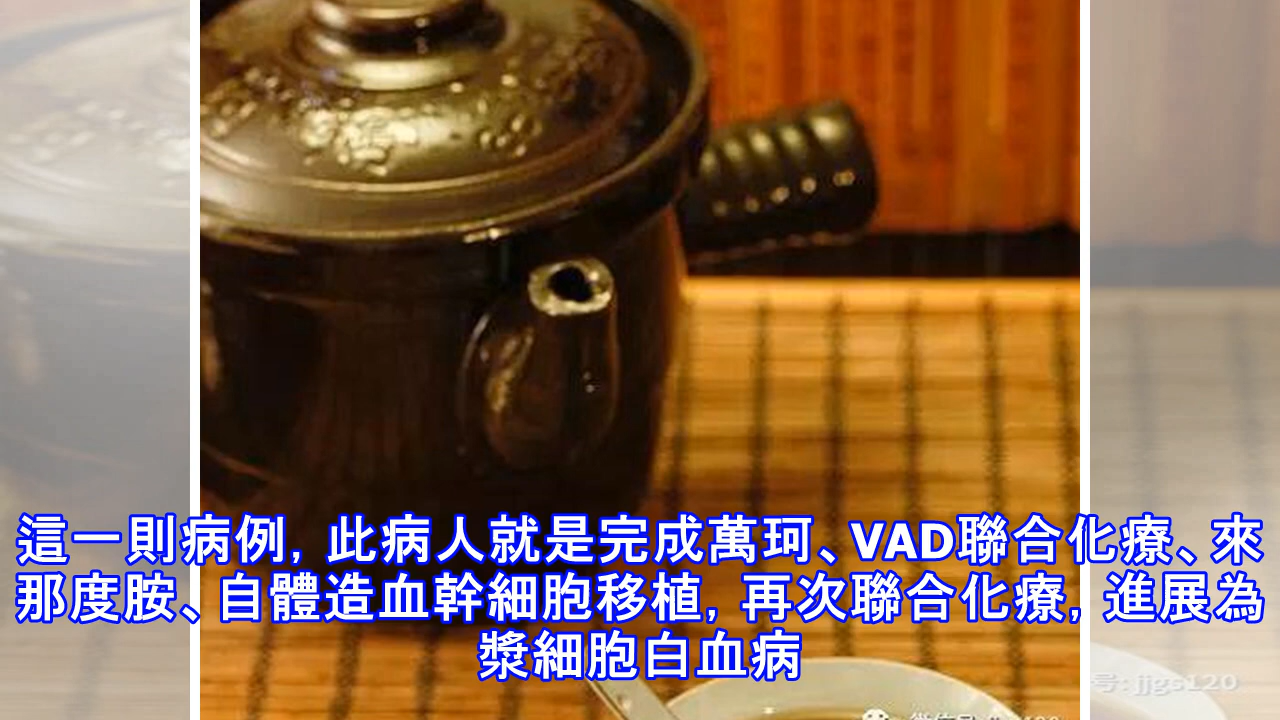 這一則病例, 此病人就是完成萬珂、VAD聯合化療、來
那度胺、自體造血幹細胞移植, 再次聯合化療, 進展為
漿細胞白血病
号: jjgs120